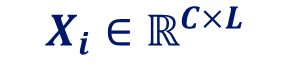 X_i ∈ ℝ^{C×L}